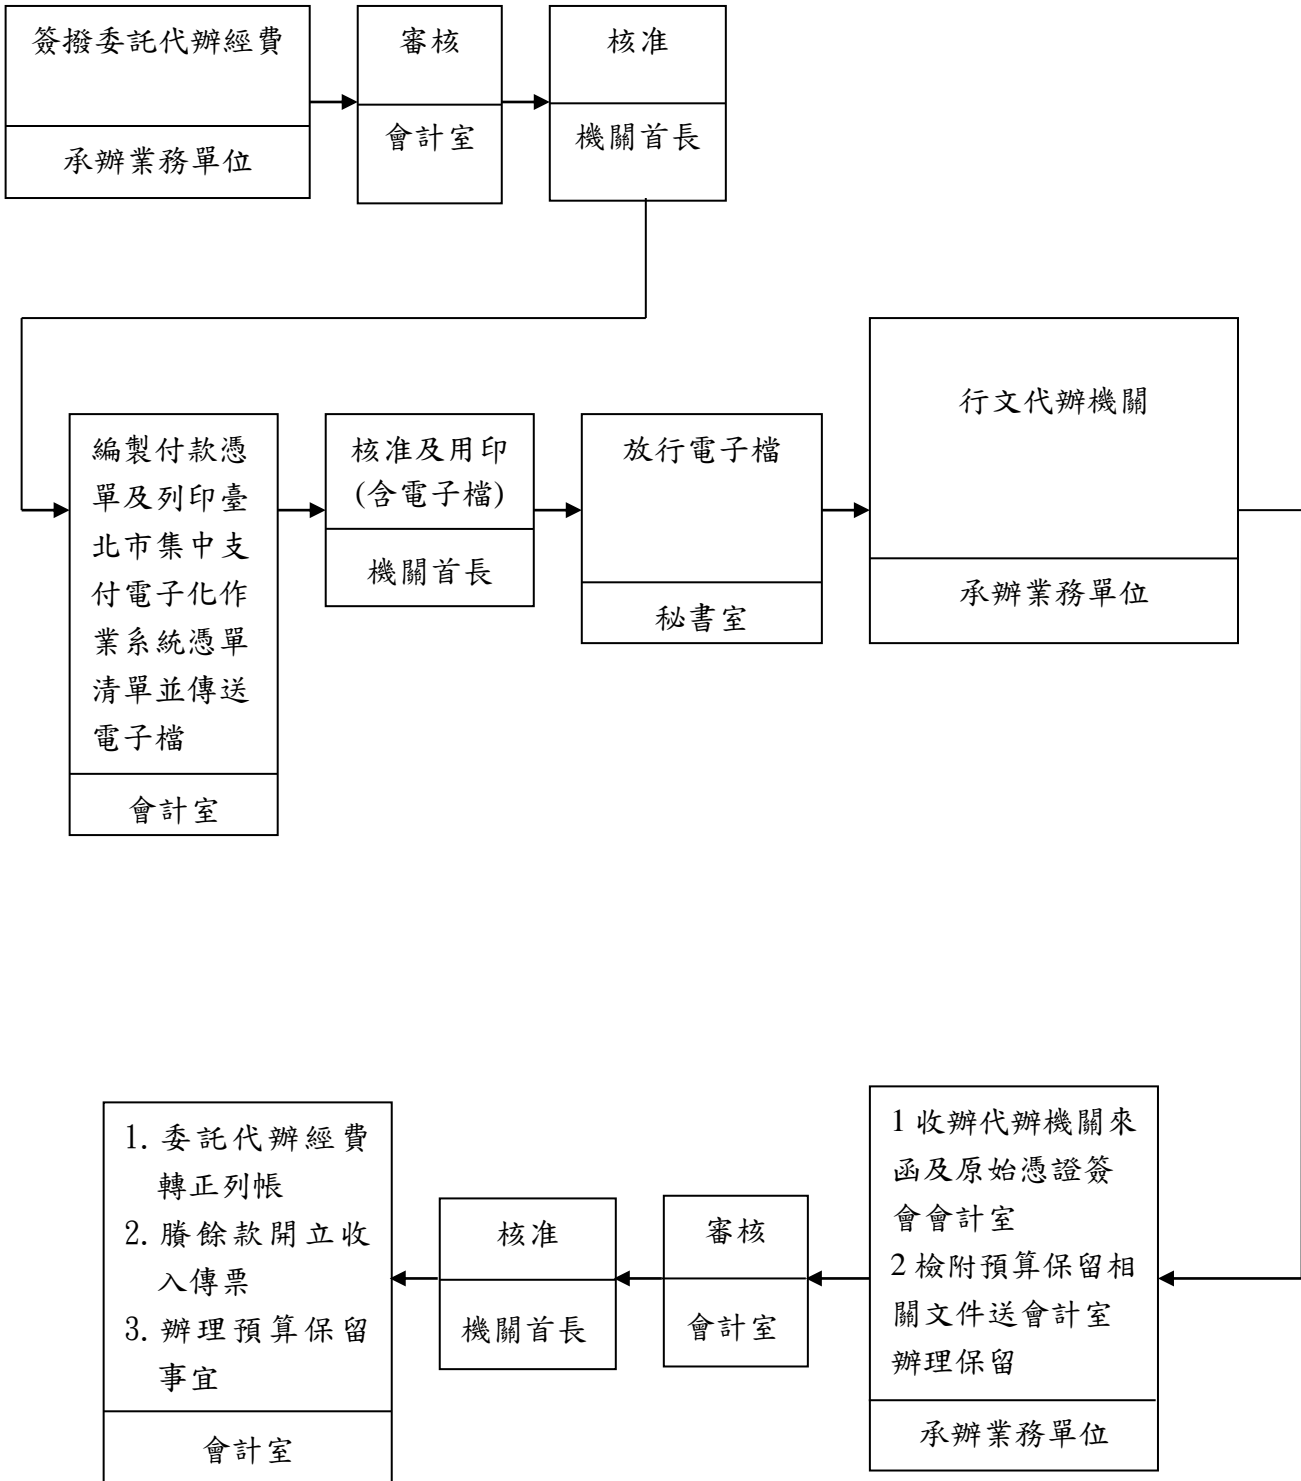 簽撥委託代辦經費
承辦業務單位
審核
會計室
核准
機關首長
編製付款憑
單及列印臺
北市集中支
付電子化作
業系統憑單
清單並傳送
電子檔
會計室
核准及用印
(含電子檔)
機關首長
放行電子檔
秘書室
行文代辦機關
承辦業務單位
1 收辦代辦機關來
函及原始憑證簽
會會計室
2 檢附預算保留相
關文件送會計室
辦理保留
承辦業務單位
審核
會計室
核准
機關首長
1. 委託代辦經費
轉正列帳
2. 賸餘款開立收
入傳票
3. 辦理預算保留
事宜
會計室